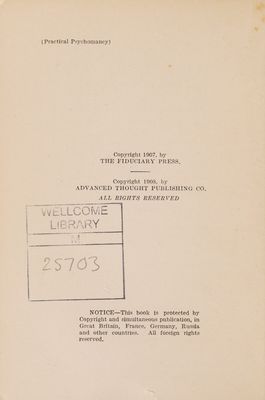 (Practical Psychomancy)
Copyright 1907, by
THE FIDUCIARY PRESS.
Copyright 1908, by
ADVANCED THOUGHT PUBLISHING CO.
ALL RIGHTS RESERVED
WELLCOME
LIBRARY
M
25703
NOTICE—This book is protected by
Copyright and simultaneous publication, in
Great Britain, France, Germany, Russia
and other countries. All foreign rights
reserved.